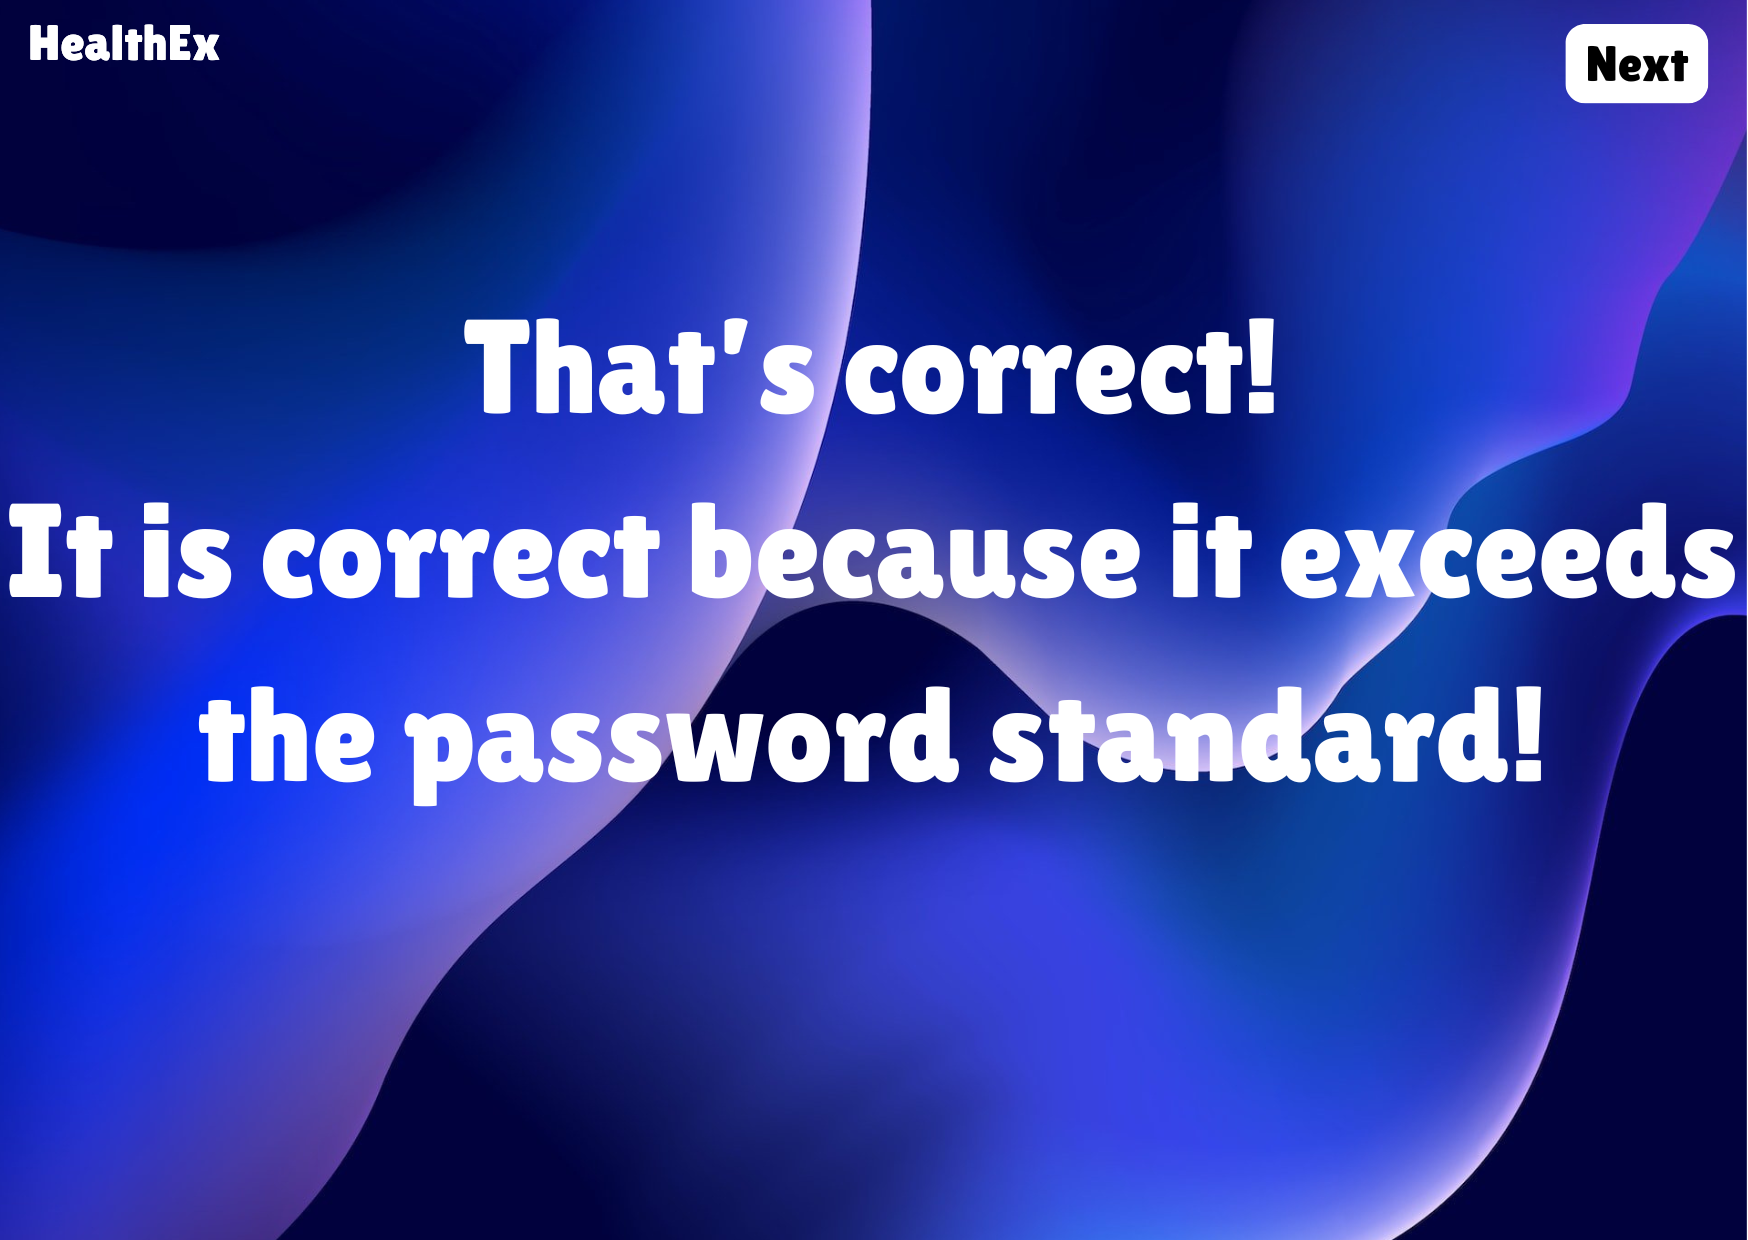 HealthEx
Next
That's correct!
It is correct because it exceeds
the password standard!